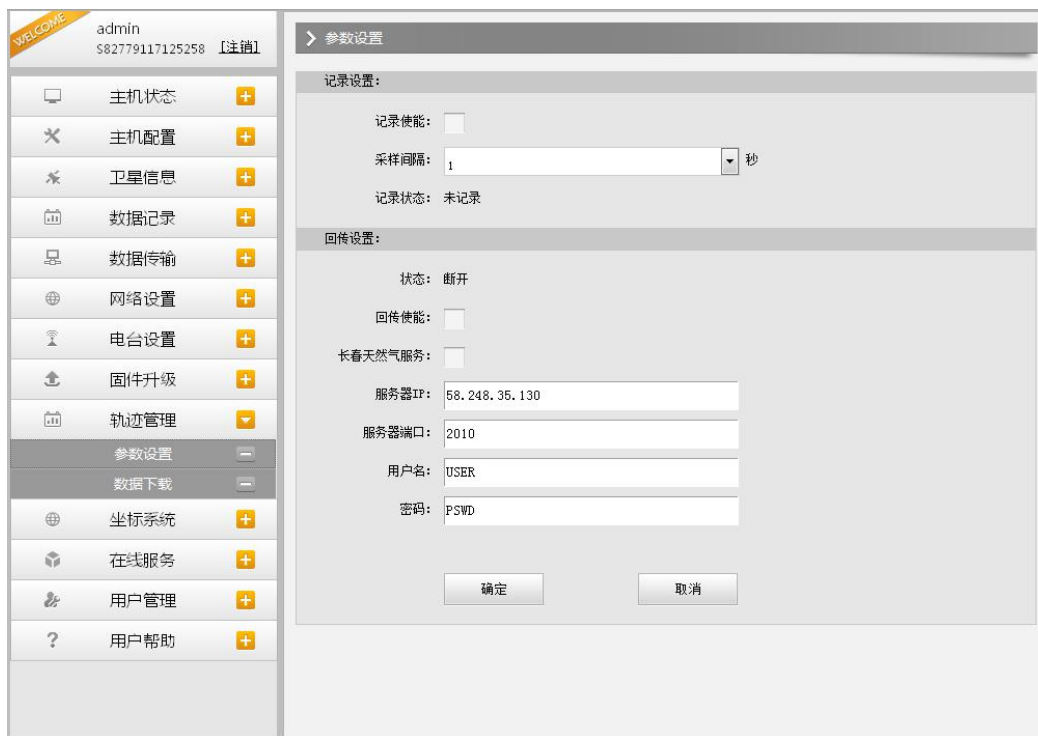 WELCOME
admin
S82779117125258 [注销]
主机状态
主机配置
卫星信息
数据记录
数据传输
网络设置
电台设置
固件升级
轨迹管理
参数设置
数据下载
坐标系统
在线服务
用户管理
用户帮助
参数设置
记录设置:
记录使能:
采样间隔: 1 秒
记录状态: 未记录
回传设置:
状态: 断开
回传使能:
长春天然气服务:
服务器IP: 58.248.35.130
服务器端口: 2010
用户名: USER
密码: PSWD
确定 取消